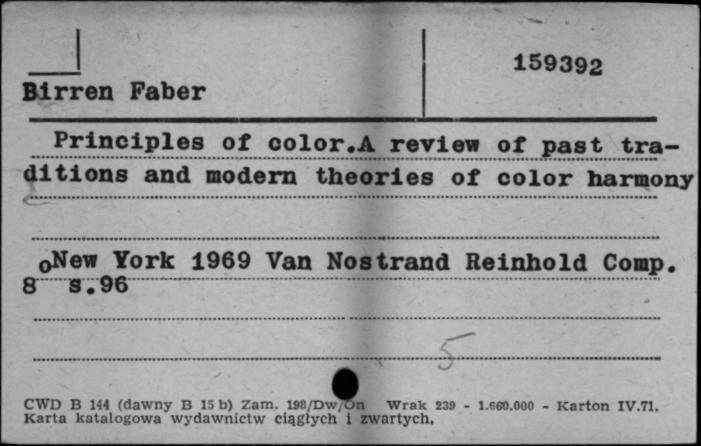 159392
Birren Faber
Principles of color.A review of past tra-
ditions and modern theories of color harmony
New York 1969 Van Nostrand Reinhold Comp.
8° s.96
5
CWD B 144 (dawny B 15 b) Zam. 198/Dw/On Wrak 239 - 1.660.000 - Karton IV.71.
Karta katalogowa wydawnictw ciągłych i zwartych.